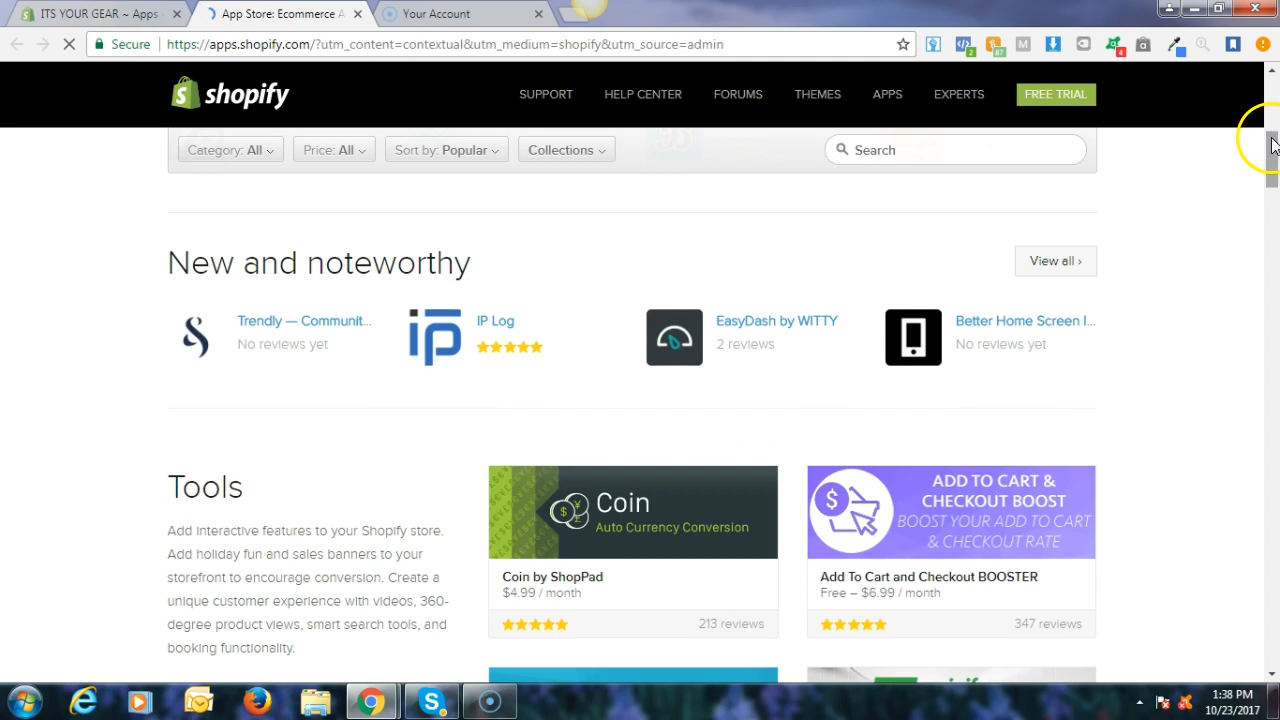 ITS YOUR GEAR ~ Apps
App Store: Ecommerce A
Your Account
Secure
https://apps.shopify.com/?utm_content=contextual&utm_medium=shopify&utm_source=admin
2
87
M
4
a
shopify
SUPPORT
HELP CENTER
FORUMS
THEMES
APPS
EXPERTS
FREE TRIAL
Category: All
Price: All
Sort by: Popular
Collections
Search
New and noteworthy
View all ›
Trendly — Communit...
No reviews yet
ip
IP Log
EasyDash by WITTY
2 reviews
Better Home Screen I...
No reviews yet
Tools
Add interactive features to your Shopify store.
Add holiday fun and sales banners to your
storefront to encourage conversion. Create a
unique customer experience with videos, 360-
degree product views, smart search tools, and
booking functionality.
Coin
Auto Currency Conversion
Coin by ShopPad
$4.99 / month
213 reviews
ADD TO CART &
CHECKOUT BOOST
BOOST YOUR ADD TO CART
& CHECKOUT RATE
Add To Cart and Checkout BOOSTER
Free – $6.99 / month
347 reviews
1:38 PM
10/23/2017